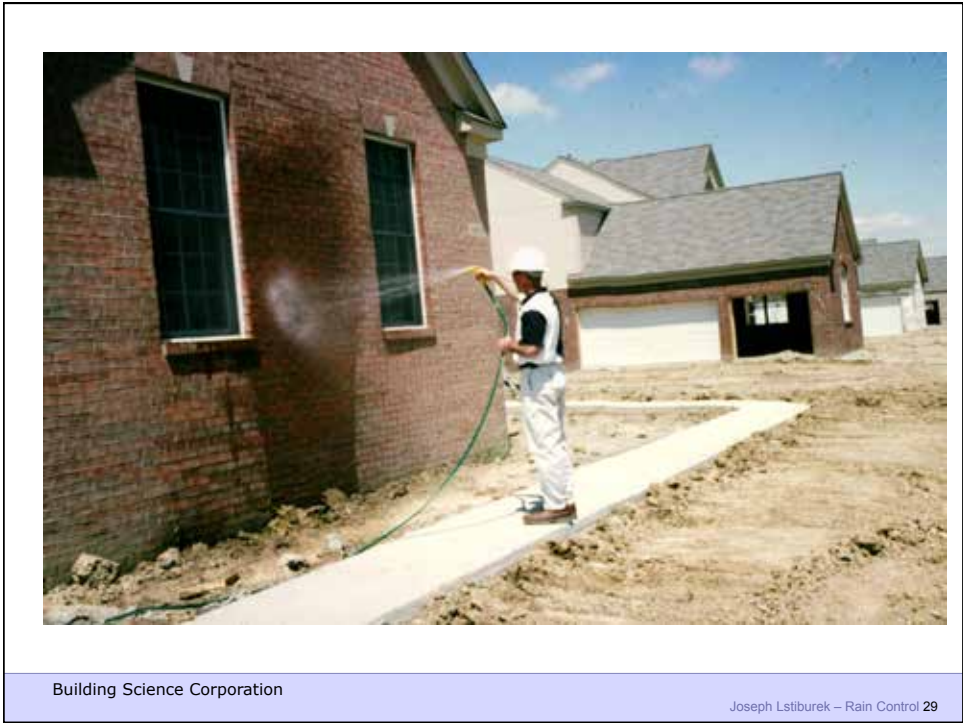 Building Science Corporation
Joseph Lstiburek – Rain Control 29